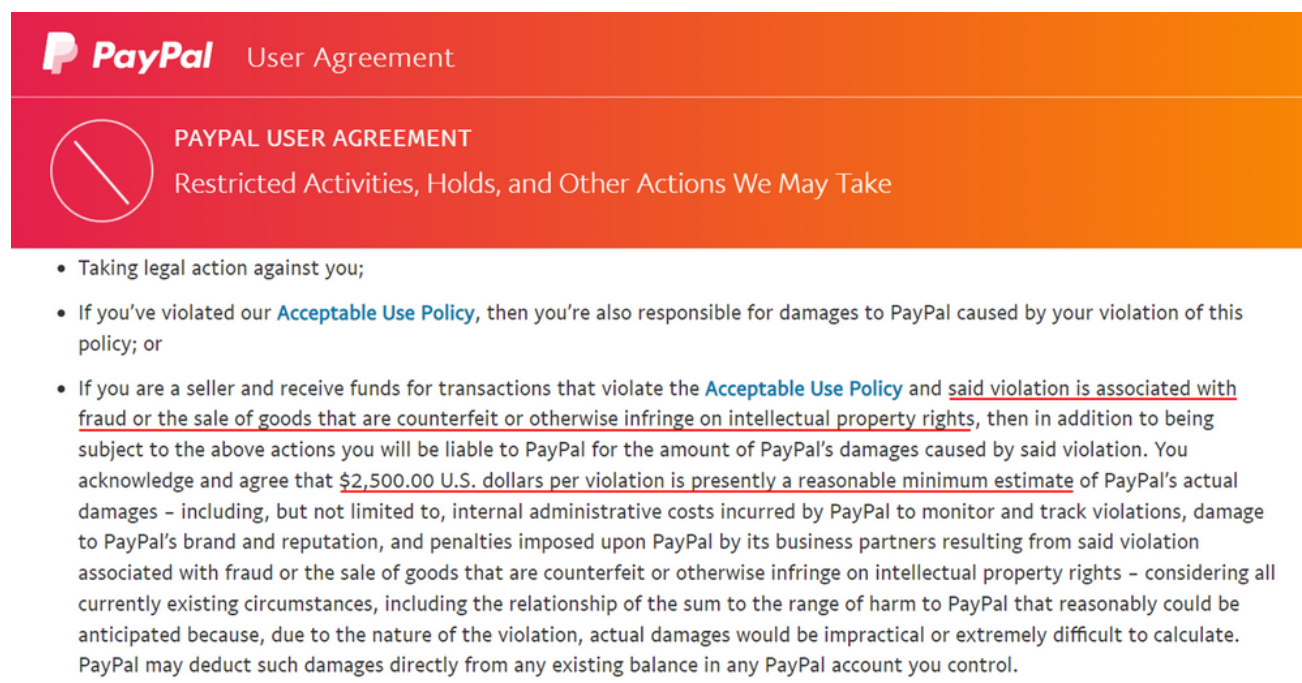 PayPal User Agreement
PAYPAL USER AGREEMENT
Restricted Activities, Holds, and Other Actions We May Take
• Taking legal action against you;
• If you've violated our Acceptable Use Policy, then you're also responsible for damages to PayPal caused by your violation of this
policy; or
• If you are a seller and receive funds for transactions that violate the Acceptable Use Policy and said violation is associated with
fraud or the sale of goods that are counterfeit or otherwise infringe on intellectual property rights, then in addition to being
subject to the above actions you will be liable to PayPal for the amount of PayPal's damages caused by said violation. You
acknowledge and agree that $2,500.00 U.S. dollars per violation is presently a reasonable minimum estimate of PayPal's actual
damages – including, but not limited to, internal administrative costs incurred by PayPal to monitor and track violations, damage
to PayPal's brand and reputation, and penalties imposed upon PayPal by its business partners resulting from said violation
associated with fraud or the sale of goods that are counterfeit or otherwise infringe on intellectual property rights – considering all
currently existing circumstances, including the relationship of the sum to the range of harm to PayPal that reasonably could be
anticipated because, due to the nature of the violation, actual damages would be impractical or extremely difficult to calculate.
PayPal may deduct such damages directly from any existing balance in any PayPal account you control.